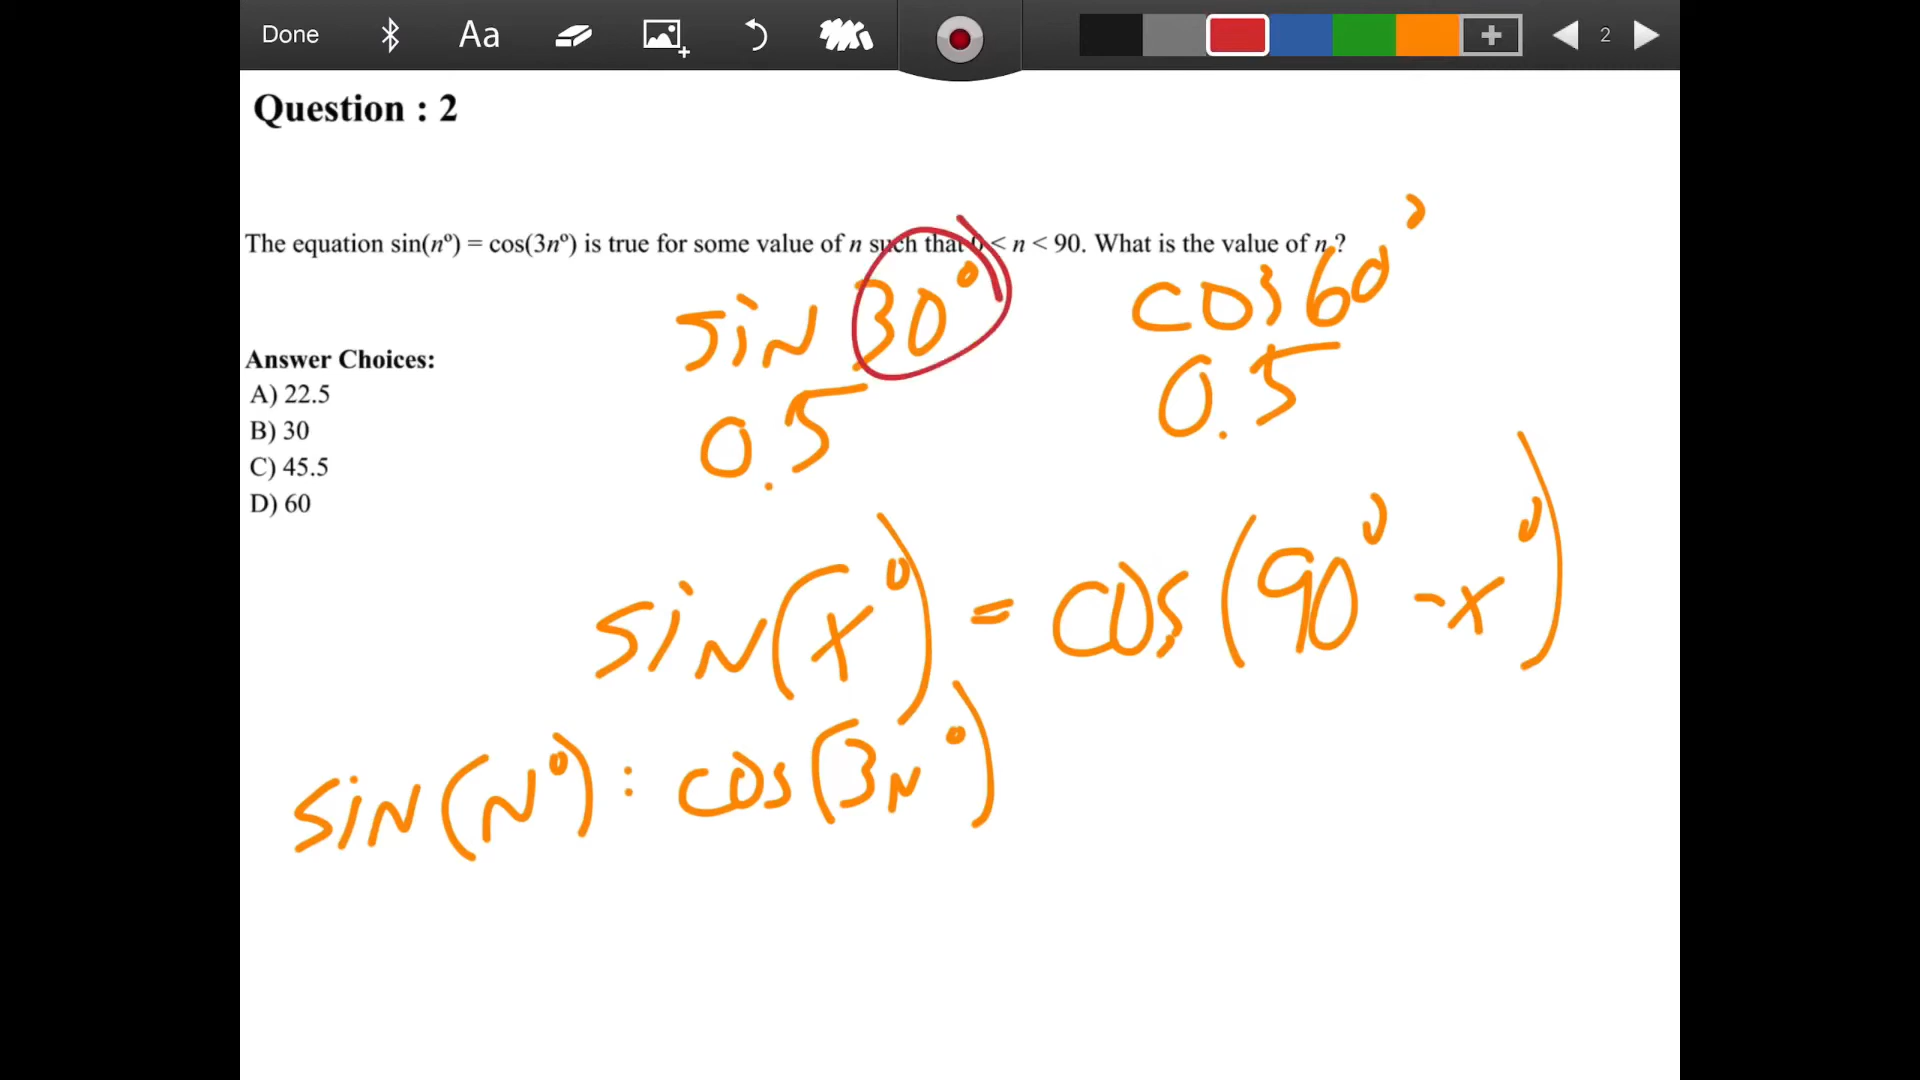 Done Aa 2
Question : 2
The equation sin(nº) = cos(3nº) is true for some value of n such that 0 < n < 90. What is the value of n ?
sin 30° cos 60°
0.5 0.5
Answer Choices:
A) 22.5
B) 30
C) 45.5
D) 60
sin(x°) = cos(90° -x°)
sin(N°) : cos(3N°)